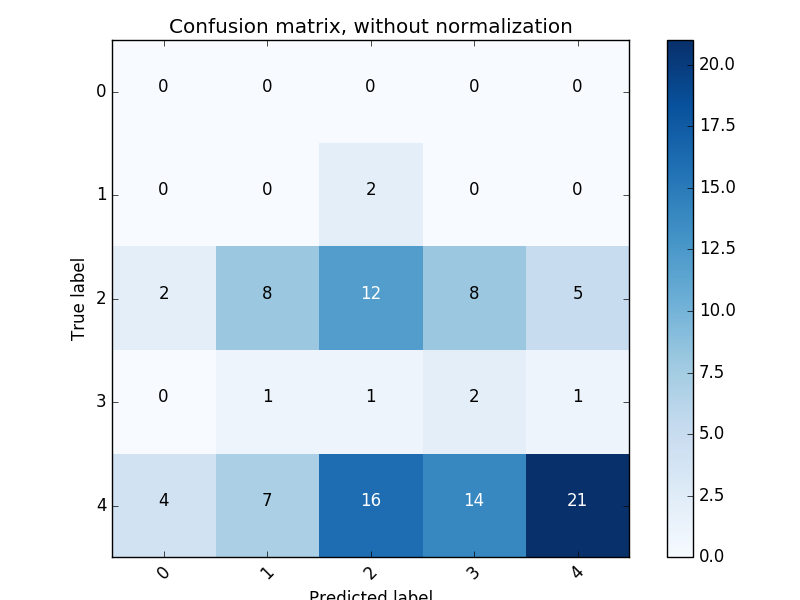 Confusion matrix, without normalization
0 0 0 0 0 0
1 0 0 2 0 0
2 2 8 12 8 5
3 0 1 1 2 1
4 4 7 16 14 21
True label
0 1 2 3 4
Predicted label
20.0
17.5
15.0
12.5
10.0
7.5
5.0
2.5
0.0